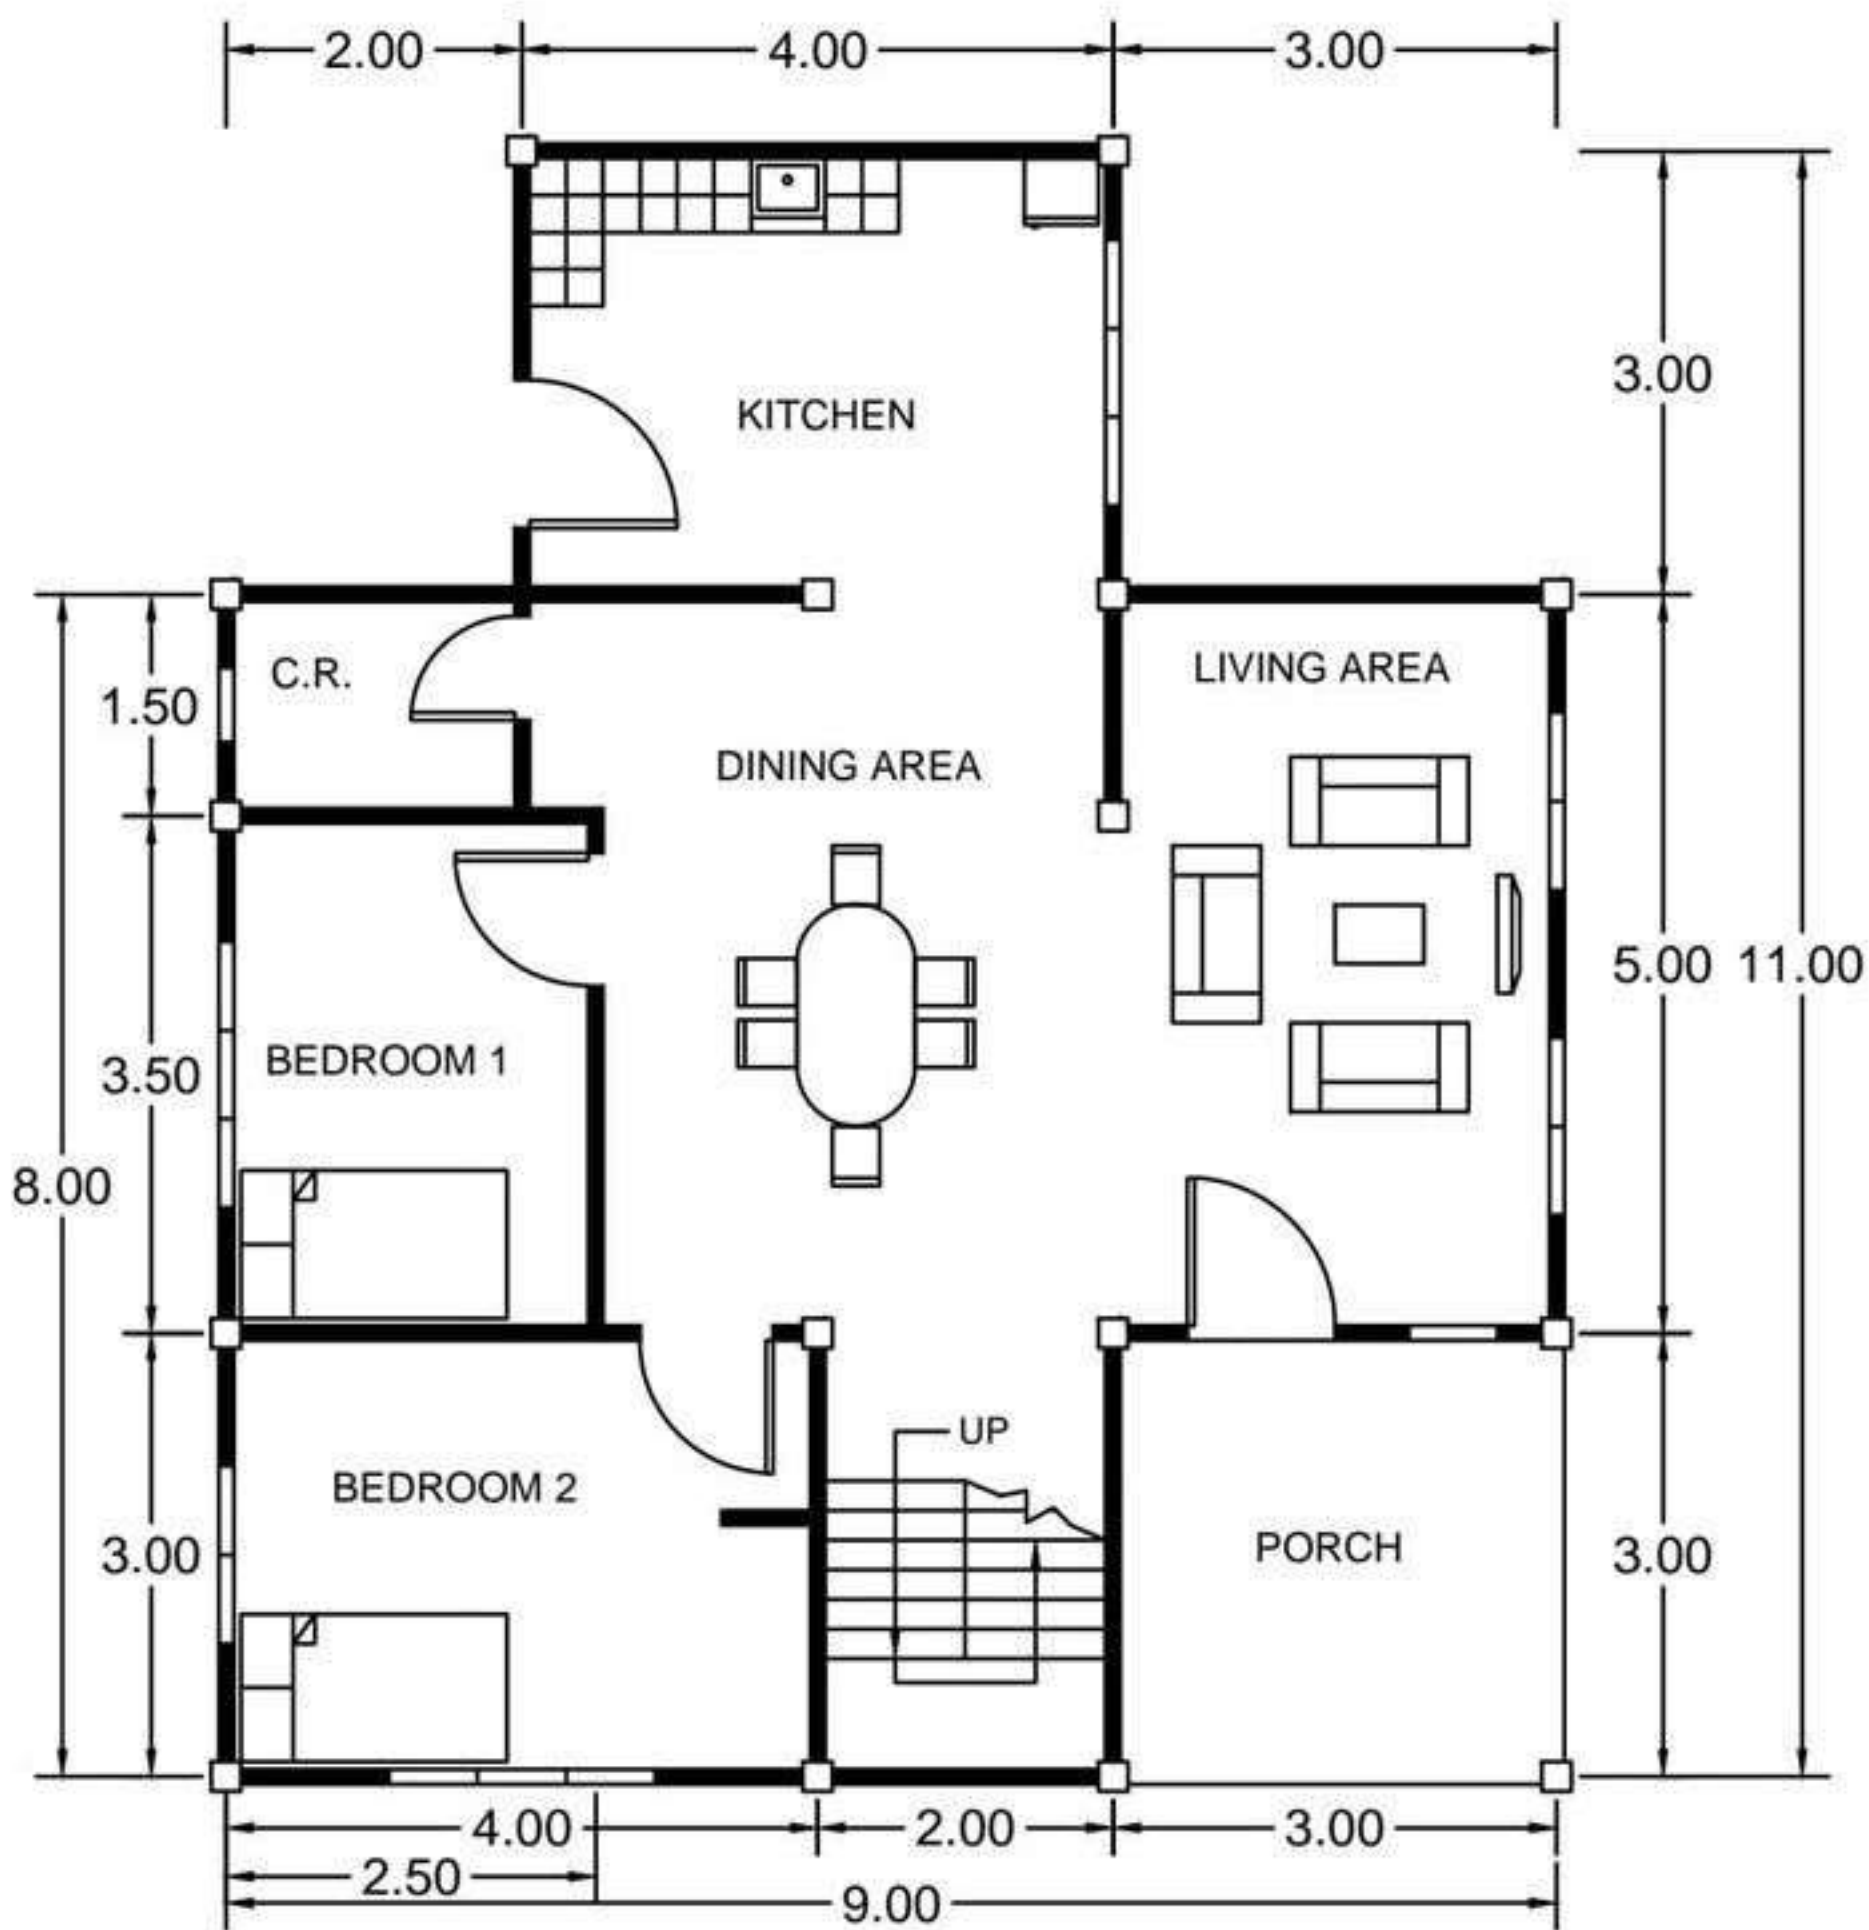 2.00 4.00 3.00
KITCHEN
3.00
C.R.
LIVING AREA
1.50
DINING AREA
5.00 11.00
BEDROOM 1
3.50
8.00
UP
BEDROOM 2
PORCH
3.00
3.00
4.00 2.00 3.00
2.50
9.00